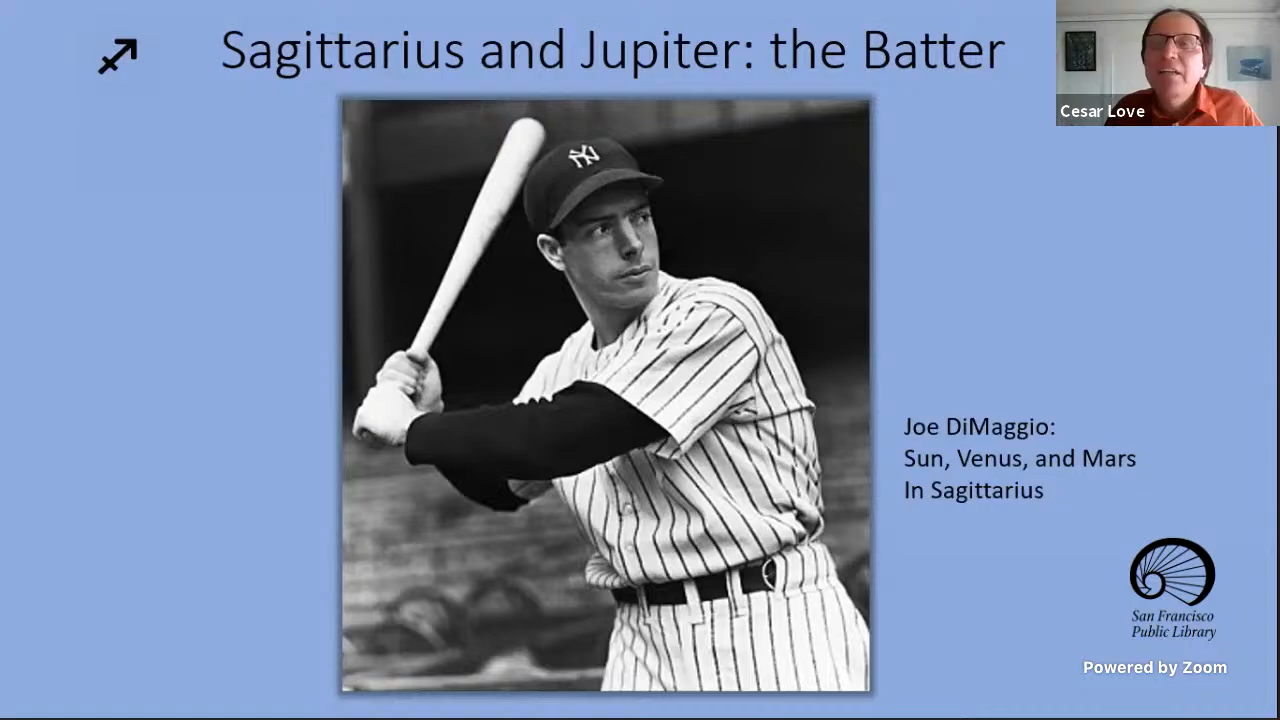 Sagittarius and Jupiter: the Batter
Cesar Love
NY
Joe DiMaggio:
Sun, Venus, and Mars
In Sagittarius
San Francisco
Public Library
Powered by Zoom